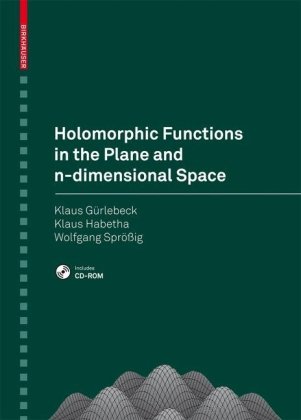 BIRKHÄUSER
Holomorphic Functions
in the Plane and
n-dimensional Space
Klaus Gürlebeck
Klaus Habetha
Wolfgang Sprößig
Includes
CD-ROM